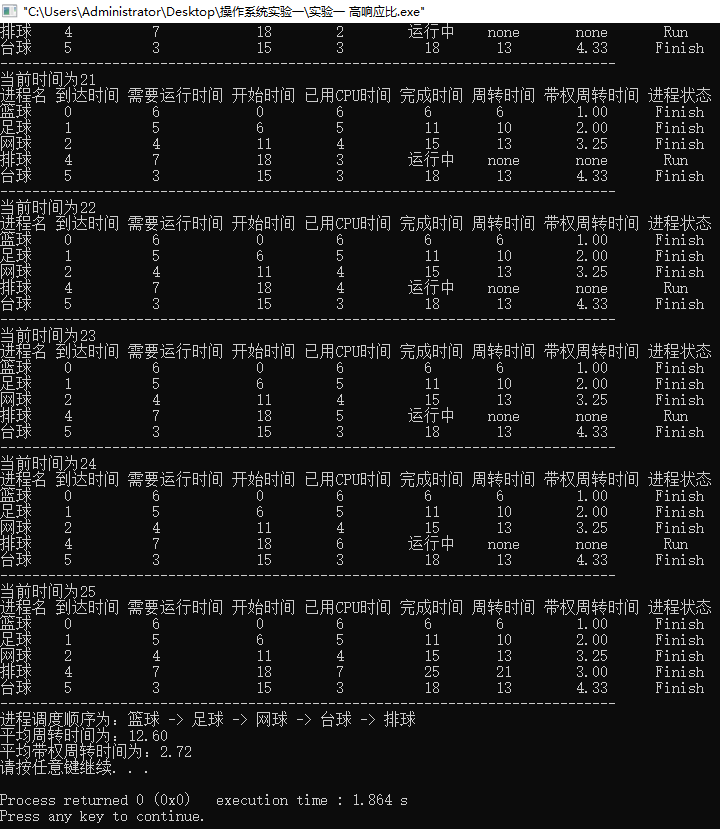 "C:\Users\Administrator\Desktop\操作系统实验一\实验一 高响应比.exe"
排球 4 7 18 2 运行中 none none Run
台球 5 3 15 3 18 13 4.33 Finish
------------------------------------------------------------------------------
当前时间为21
进程名 到达时间 需要运行时间 开始时间 已用CPU时间 完成时间 周转时间 带权周转时间 进程状态
篮球 0 6 0 6 6 6 1.00 Finish
足球 1 5 6 5 11 10 2.00 Finish
网球 2 4 11 4 15 13 3.25 Finish
排球 4 7 18 3 运行中 none none Run
台球 5 3 15 3 18 13 4.33 Finish
------------------------------------------------------------------------------
当前时间为22
进程名 到达时间 需要运行时间 开始时间 已用CPU时间 完成时间 周转时间 带权周转时间 进程状态
篮球 0 6 0 6 6 6 1.00 Finish
足球 1 5 6 5 11 10 2.00 Finish
网球 2 4 11 4 15 13 3.25 Finish
排球 4 7 18 4 运行中 none none Run
台球 5 3 15 3 18 13 4.33 Finish
------------------------------------------------------------------------------
当前时间为23
进程名 到达时间 需要运行时间 开始时间 已用CPU时间 完成时间 周转时间 带权周转时间 进程状态
篮球 0 6 0 6 6 6 1.00 Finish
足球 1 5 6 5 11 10 2.00 Finish
网球 2 4 11 4 15 13 3.25 Finish
排球 4 7 18 5 运行中 none none Run
台球 5 3 15 3 18 13 4.33 Finish
------------------------------------------------------------------------------
当前时间为24
进程名 到达时间 需要运行时间 开始时间 已用CPU时间 完成时间 周转时间 带权周转时间 进程状态
篮球 0 6 0 6 6 6 1.00 Finish
足球 1 5 6 5 11 10 2.00 Finish
网球 2 4 11 4 15 13 3.25 Finish
排球 4 7 18 6 运行中 none none Run
台球 5 3 15 3 18 13 4.33 Finish
------------------------------------------------------------------------------
当前时间为25
进程名 到达时间 需要运行时间 开始时间 已用CPU时间 完成时间 周转时间 带权周转时间 进程状态
篮球 0 6 0 6 6 6 1.00 Finish
足球 1 5 6 5 11 10 2.00 Finish
网球 2 4 11 4 15 13 3.25 Finish
排球 4 7 18 7 25 21 3.00 Finish
台球 5 3 15 3 18 13 4.33 Finish
------------------------------------------------------------------------------
进程调度顺序为: 篮球 -> 足球 -> 网球 -> 台球 -> 排球
平均周转时间为:12.60
平均带权周转时间为: 2.72
请按任意键继续. . .
Process returned 0 (0x0) execution time : 1.864 s
Press any key to continue.